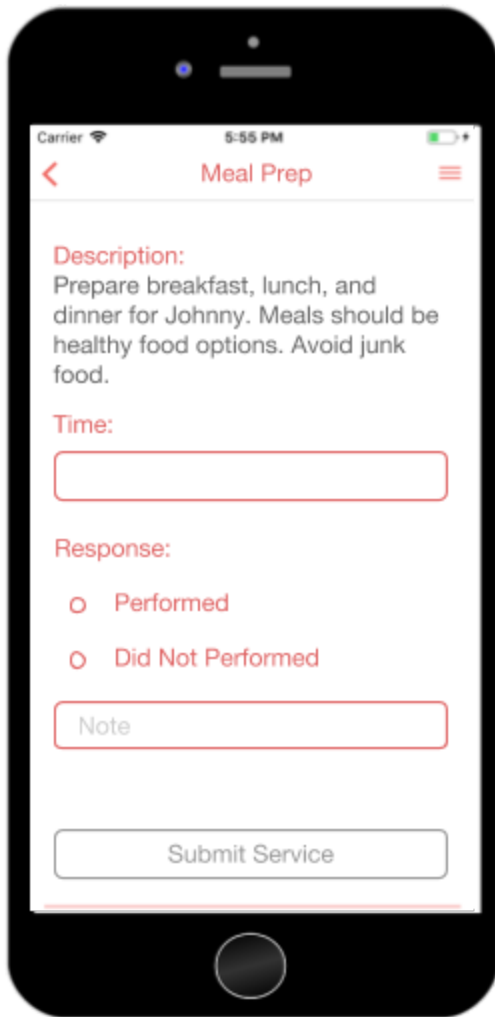 Carrier
5:55 PM
Meal Prep
Description:
Prepare breakfast, lunch, and
dinner for Johnny. Meals should be
healthy food options. Avoid junk
food.
Time:
Response:
Performed
Did Not Performed
Note
Submit Service